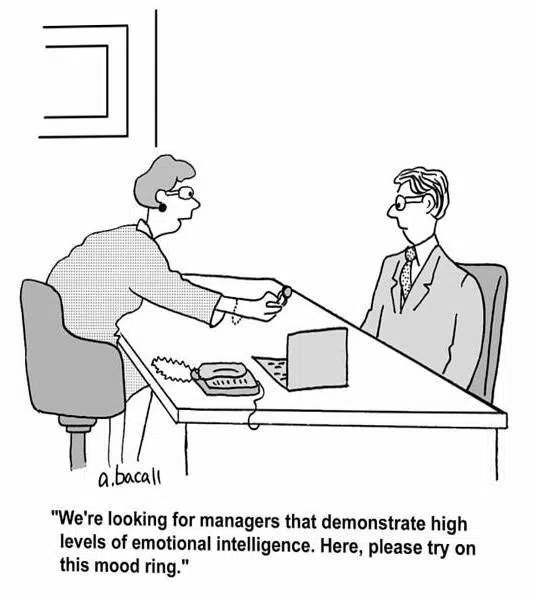 a.bacall
"We're looking for managers that demonstrate high
levels of emotional intelligence. Here, please try on
this mood ring."